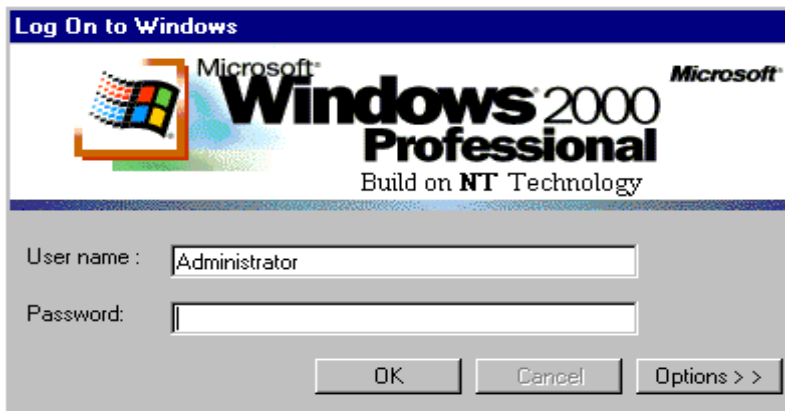 Log On to Windows
Microsoft
Microsoft
Windows 2000
Professional
Build on NT Technology
User name :
Administrator
Password:
OK
Cancel
Options > >